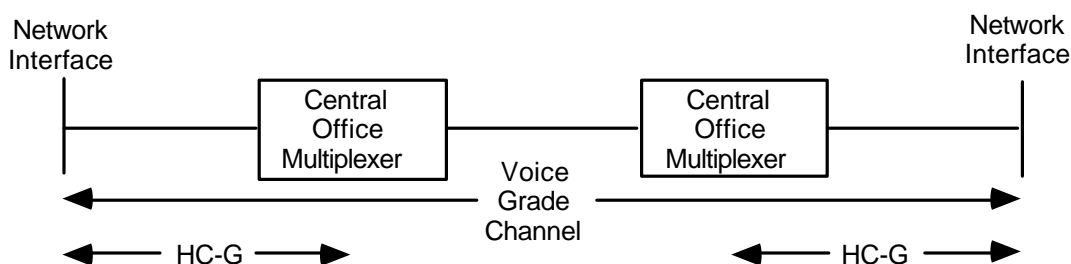 Network
Interface
Network
Interface
Central
Office
Multiplexer
Central
Office
Multiplexer
Voice
Grade
Channel
HC-G
HC-G